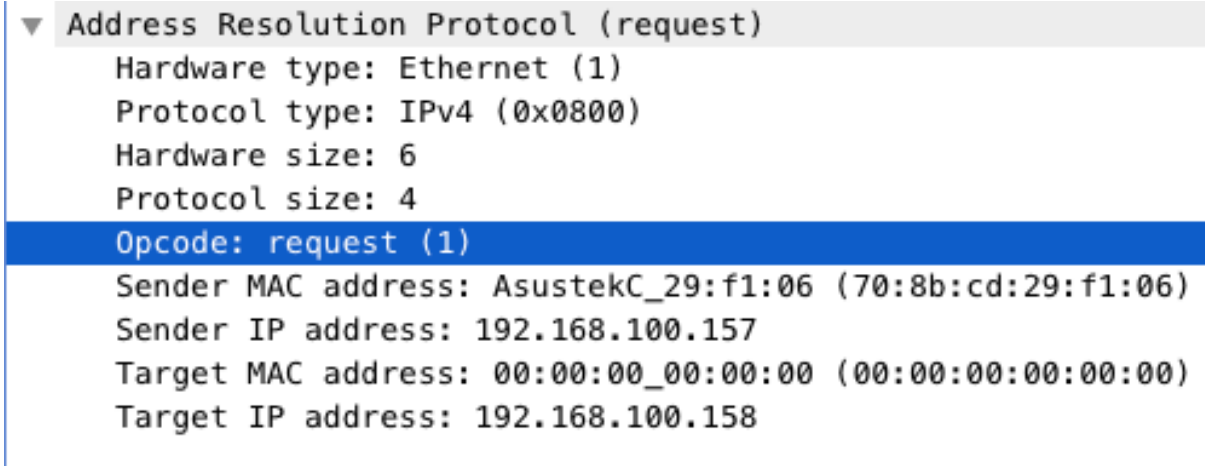 Address Resolution Protocol (request)
Hardware type: Ethernet (1)
Protocol type: IPv4 (0x0800)
Hardware size: 6
Protocol size: 4
Opcode: request (1)
Sender MAC address: AsustekC_29:f1:06 (70:8b:cd:29:f1:06)
Sender IP address: 192.168.100.157
Target MAC address: 00:00:00_00:00:00 (00:00:00:00:00:00)
Target IP address: 192.168.100.158